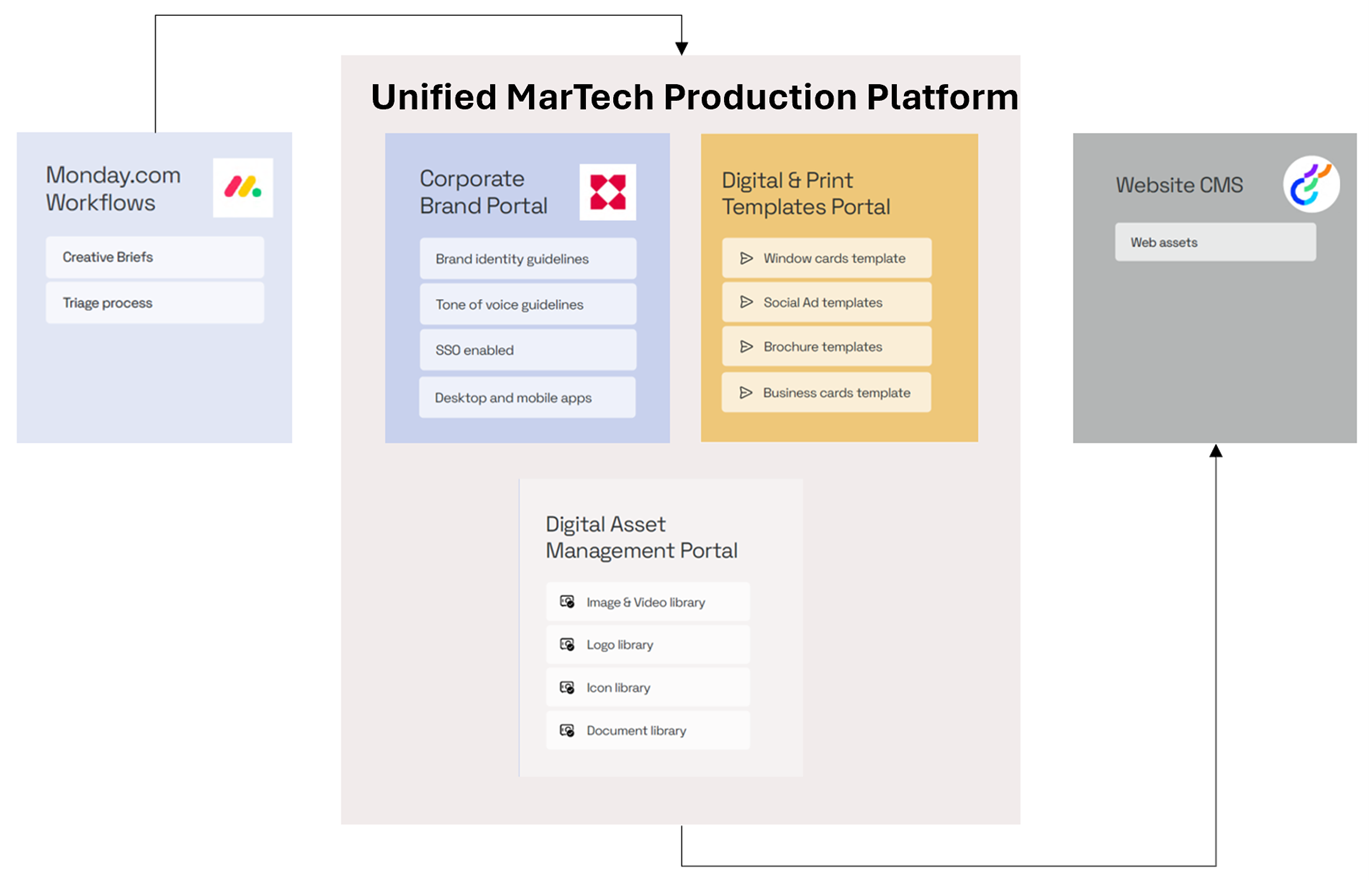 Unified MarTech Production Platform
Monday.com
Workflows
Creative Briefs
Triage process
Corporate
Brand Portal
Brand identity guidelines
Tone of voice guidelines
SSO enabled
Desktop and mobile apps
Digital & Print
Templates Portal
Window cards template
Social Ad templates
Brochure templates
Business cards template
Website CMS
Web assets
Digital Asset
Management Portal
Image & Video library
Logo library
Icon library
Document library